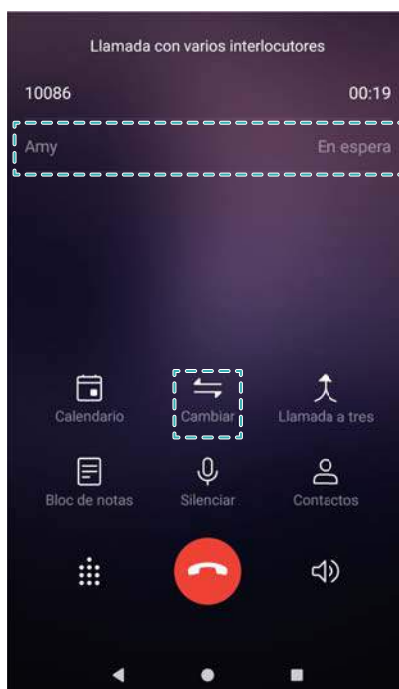 Llamada con varios interlocutores
10086 00:19
Amy En espera
Calendario Cambiar Llamada a tres
Bloc de notas Silenciar Contactos